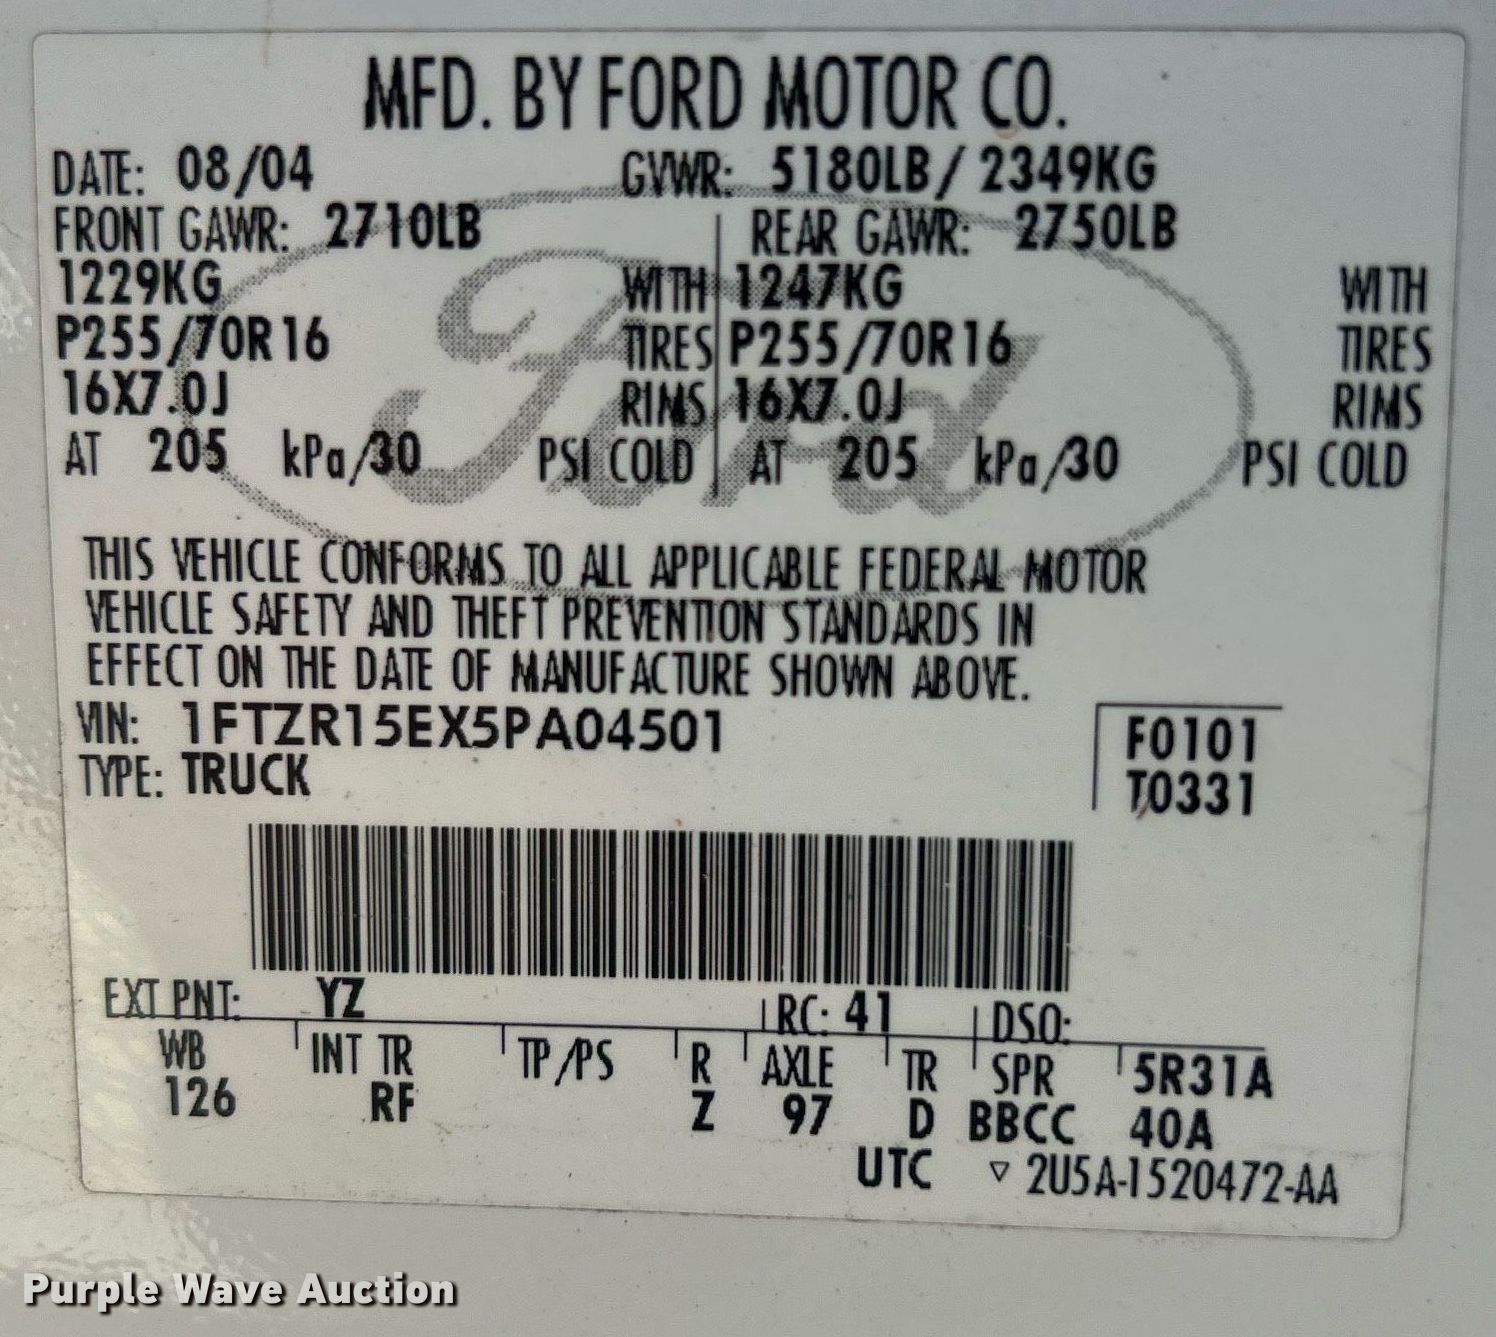 MFD. BY FORD MOTOR CO.
DATE: 08/04 GVWR: 5180LB/ 2349KG
FRONT GAWR: 2710LB REAR GAWR: 2750LB
1229KG WITH 1247KG WITH
P255/70R16 TIRES P255/70R16 TIRES
16X7.0J RIMS 16X7.0J RIMS
AT 205 kPa/30 PSI COLD AT 205 kPa/30 PSI COLD
Ford
THIS VEHICLE CONFORMS TO ALL APPLICABLE FEDERAL MOTOR
VEHICLE SAFETY AND THEFT PREVENTION STANDARDS IN
EFFECT ON THE DATE OF MANUFACTURE SHOWN ABOVE.
VIN: 1FTZR15EX5PA04501 F0101
TYPE: TRUCK T0331
EXT PNT: YZ RC: 41 DSO:
WB INT TR TP/PS R AXLE TR SPR 5R31A
126 RF Z 97 D BBCC 40A
UTC ▽ 2U5A-1520472-AA
Purple Wave Auction